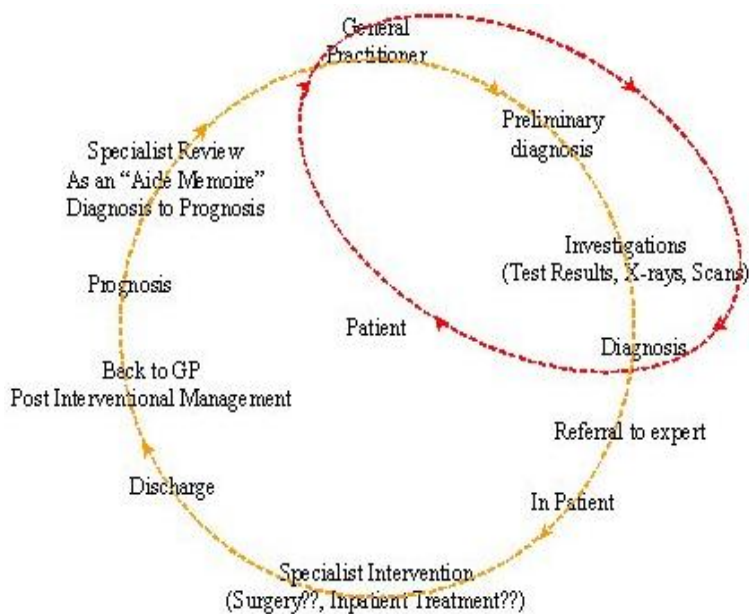 General
Practitioner
Preliminary
diagnosis
Specialist Review
As an “Aide Memoire”
Diagnosis to Prognosis
Investigations
(Test Results, X-rays, Scans)
Prognosis
Patient
Diagnosis
Back to GP
Post Interventional Management
Referral to expert
Discharge
In Patient
Specialist Intervention
(Surgery??, Inpatient Treatment??)